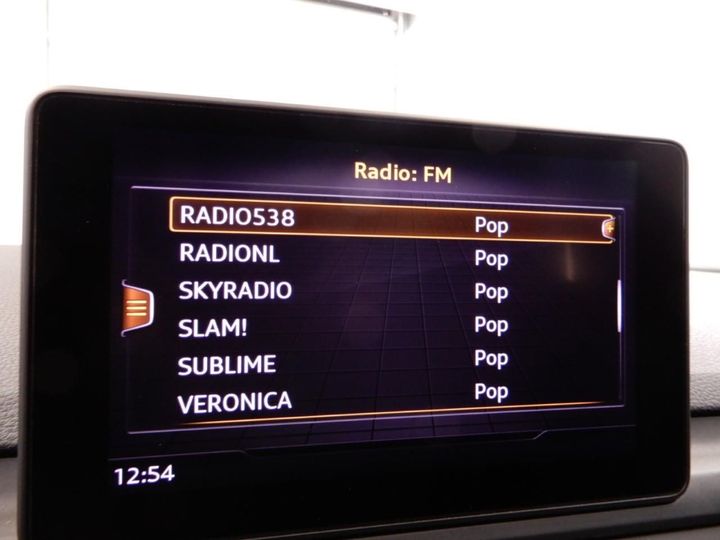 Radio: FM
RADIO538 Pop
RADIONL Pop
SKYRADIO Pop
SLAM! Pop
SUBLIME Pop
VERONICA Pop
12:54